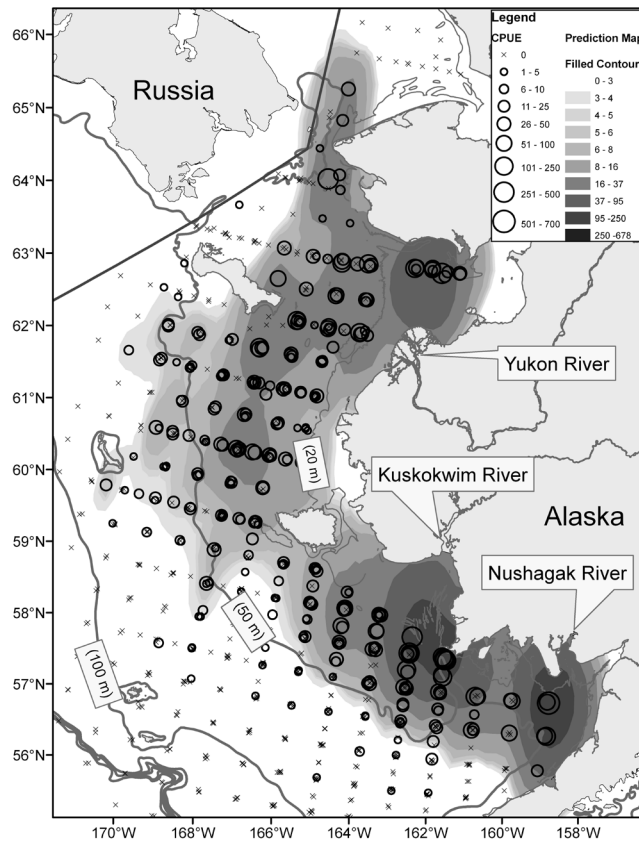 66°N
65°N
64°N
63°N
62°N
61°N
60°N
59°N
58°N
57°N
56°N
170°W
168°W
166°W
164°W
162°W
160°W
158°W
Russia
Legend
CPUE
0
1 - 5
6 - 10
11 - 25
26 - 50
51 - 100
101 - 250
251 - 500
501 - 700
Prediction Map
Filled Contours
0 - 3
3 - 4
4 - 5
5 - 6
6 - 8
8 - 16
16 - 37
37 - 95
95 -250
250 -678
Yukon River
(20 m)
Kuskokwim River
Alaska
Nushagak River
(50 m)
(100 m)